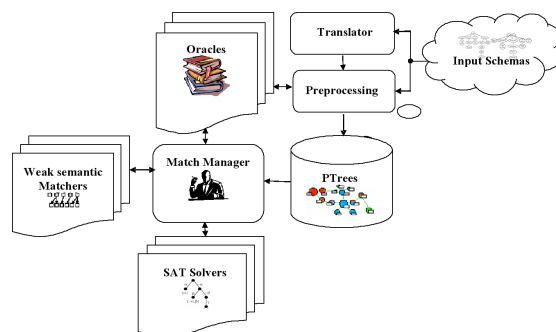 Translator
Oracles
Input Schemas
Preprocessing
Match Manager
PTrees
Weak semantic
Matchers
SAT Solvers